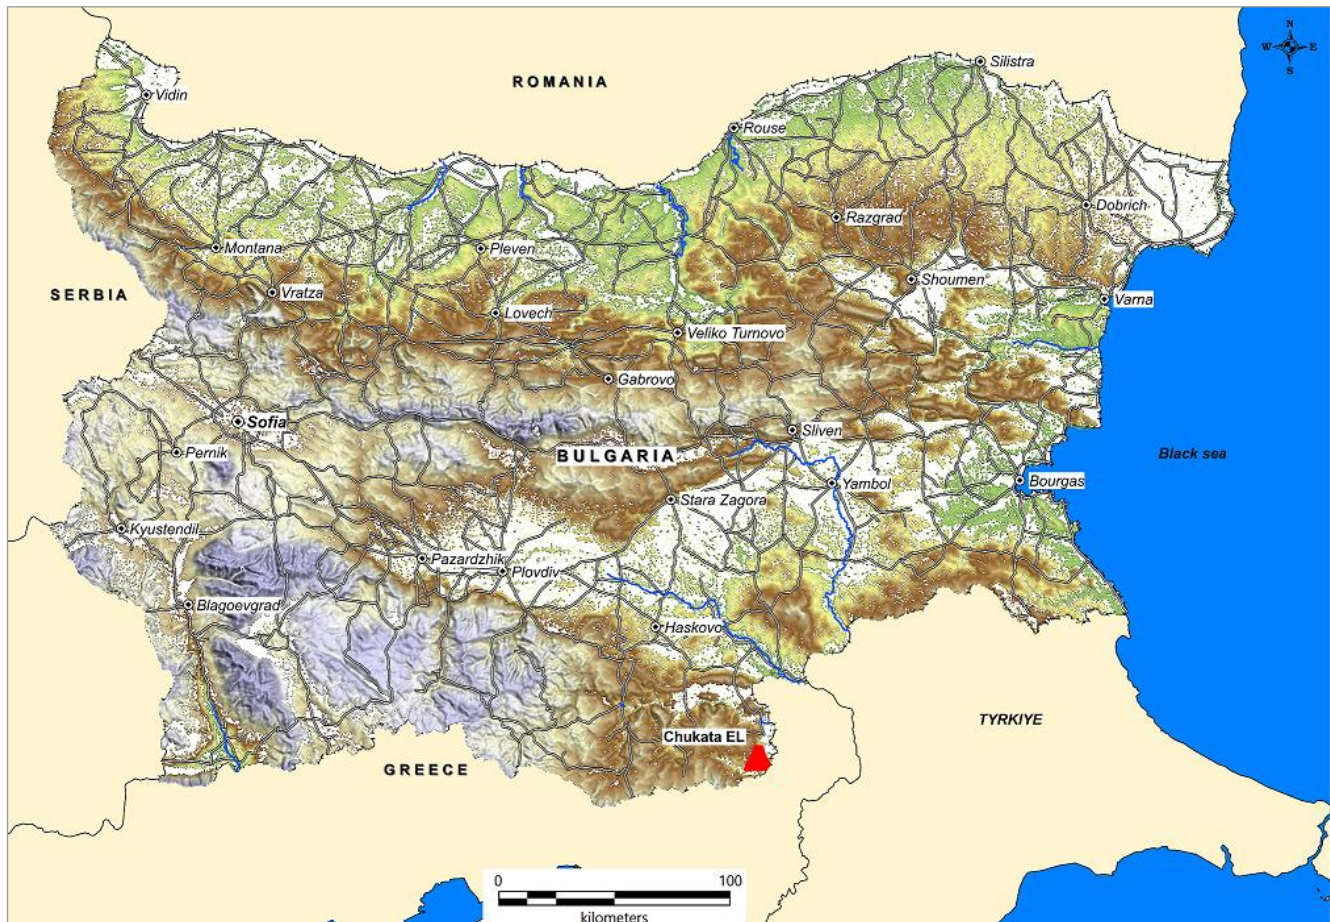 N
W E
S
ROMANIA
Silistra
Vidin
Rouse
Dobrich
Razgrad
Montana
Pleven
Shoumen
SERBIA
Vratza
Varna
Lovech
Veliko Turnovo
Gabrovo
Sofia
Sliven
Pernik
BULGARIA
Black sea
Bourgas
Yambol
Stara Zagora
Kyustendil
Pazardzhik
Plovdiv
Blagoevgrad
Haskovo
TYRKIYE
Chukata EL
GREECE
0 100
kilometers